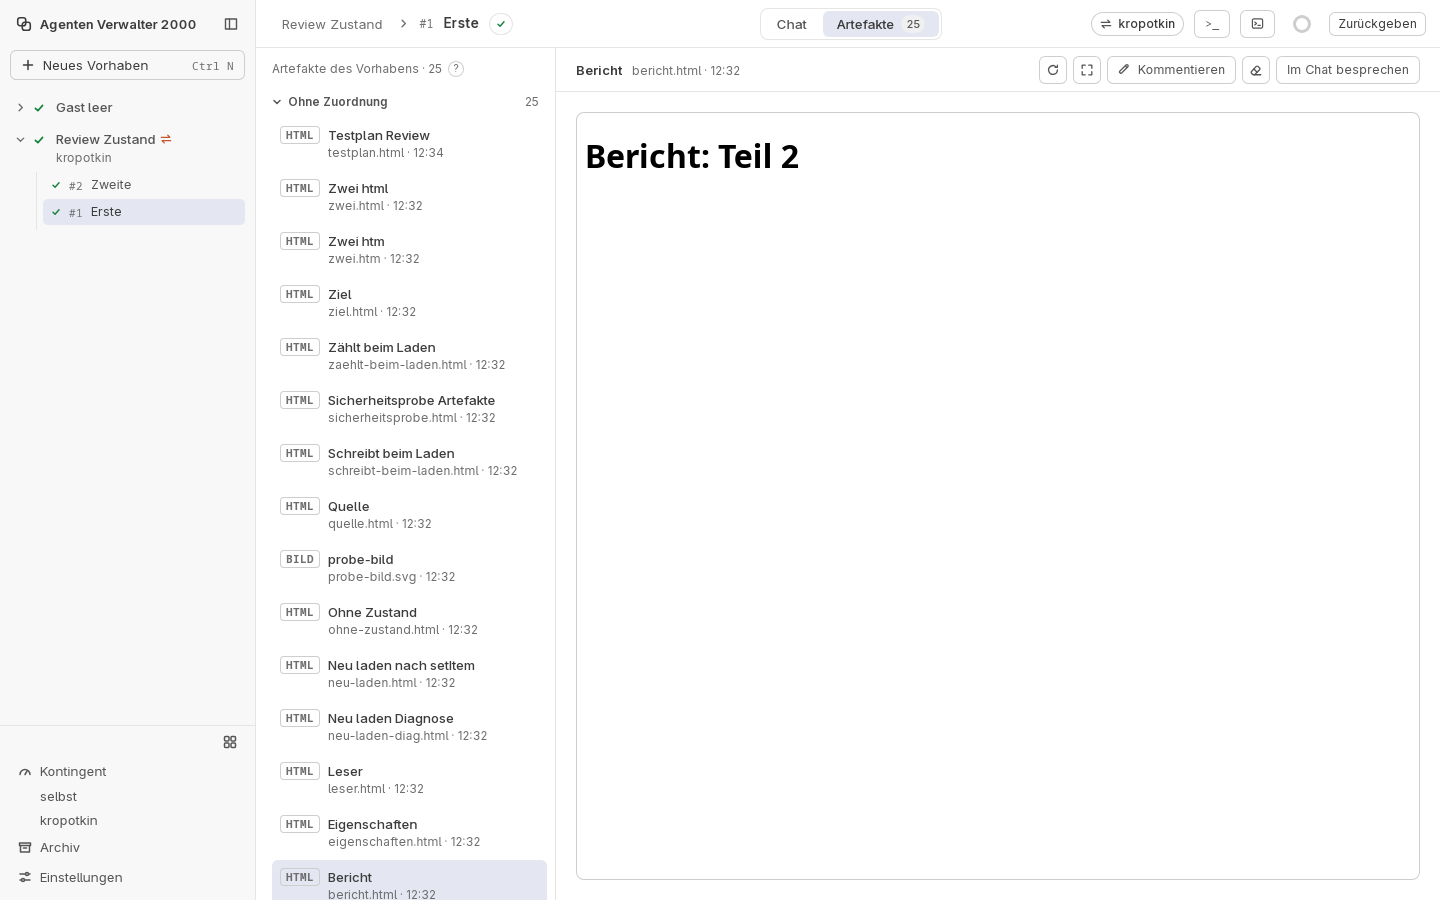 Agenten Verwalter 2000
Neues Vorhaben Ctrl N
Gast leer
Review Zustand
kropotkin
#2 Zweite
#1 Erste
Kontingent
selbst
kropotkin
Archiv
Einstellungen
Review Zustand #1 Erste
Chat Artefakte 25
kropotkin >_ Zurückgeben
Artefakte des Vorhabens · 25 ?
Ohne Zuordnung 25
HTML Testplan Review
testplan.html · 12:34
HTML Zwei html
zwei.html · 12:32
HTML Zwei htm
zwei.htm · 12:32
HTML Ziel
ziel.html · 12:32
HTML Zählt beim Laden
zaehlt-beim-laden.html · 12:32
HTML Sicherheitsprobe Artefakte
sicherheitsprobe.html · 12:32
HTML Schreibt beim Laden
schreibt-beim-laden.html · 12:32
HTML Quelle
quelle.html · 12:32
BILD probe-bild
probe-bild.svg · 12:32
HTML Ohne Zustand
ohne-zustand.html · 12:32
HTML Neu laden nach setItem
neu-laden.html · 12:32
HTML Neu laden Diagnose
neu-laden-diag.html · 12:32
HTML Leser
leser.html · 12:32
HTML Eigenschaften
eigenschaften.html · 12:32
HTML Bericht
bericht.html · 12:32
Bericht bericht.html · 12:32
Kommentieren Im Chat besprechen
Bericht: Teil 2